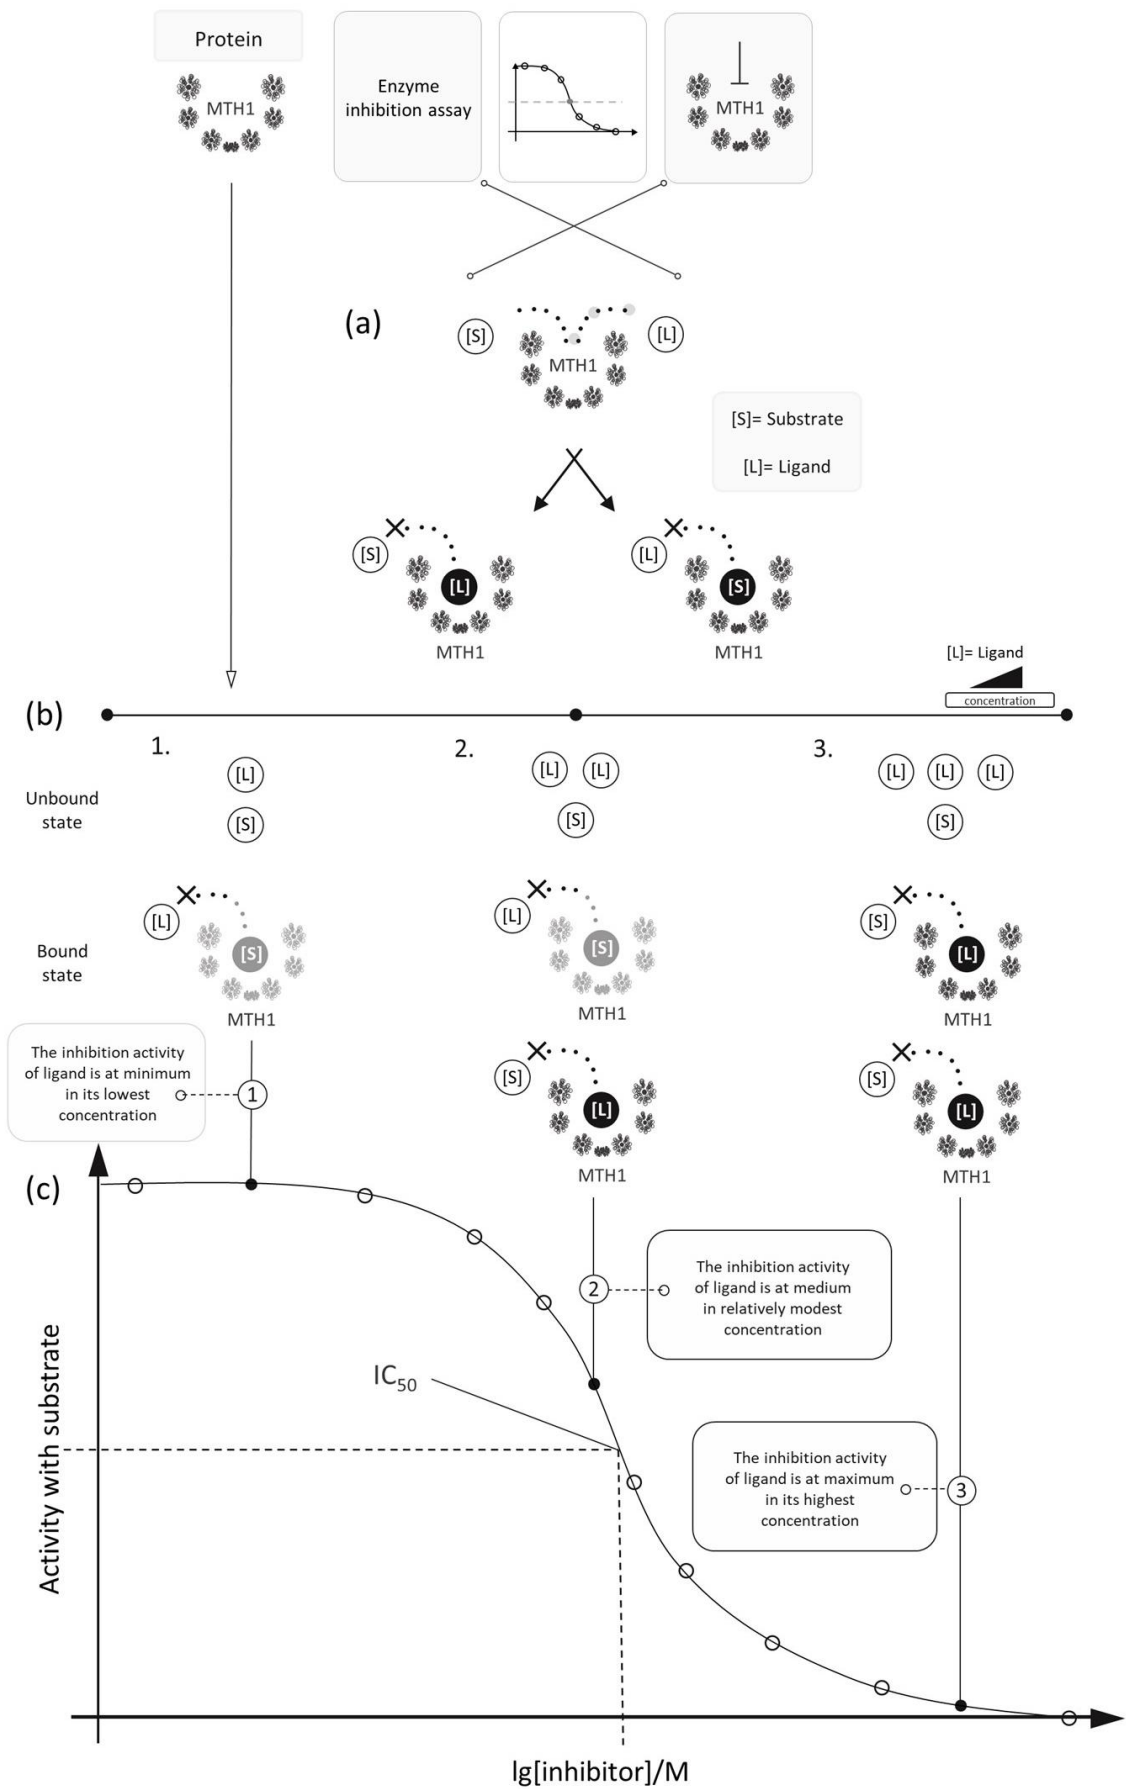 Protein
MTH1
Enzyme
inhibition assay
MTH1
(a)
[S]
[L]
MTH1
[S]= Substrate
[L]= Ligand
[S]
[L]
MTH1
[L]
[S]
MTH1
[L]= Ligand
concentration
(b)
1.
2.
3.
Unbound
state
[L]
[S]
[L] [L]
[S]
[L] [L] [L]
[S]
Bound
state
[L]
[S]
MTH1
[L]
[S]
MTH1
[S]
[L]
MTH1
[S]
[L]
MTH1
[S]
[L]
MTH1
The inhibition activity
of ligand is at minimum
in its lowest
concentration
1
(c)
2
The inhibition activity
of ligand is at medium
in relatively modest
concentration
IC50
The inhibition activity
of ligand is at maximum
in its highest
concentration
3
Activity with substrate
lg[inhibitor]/M